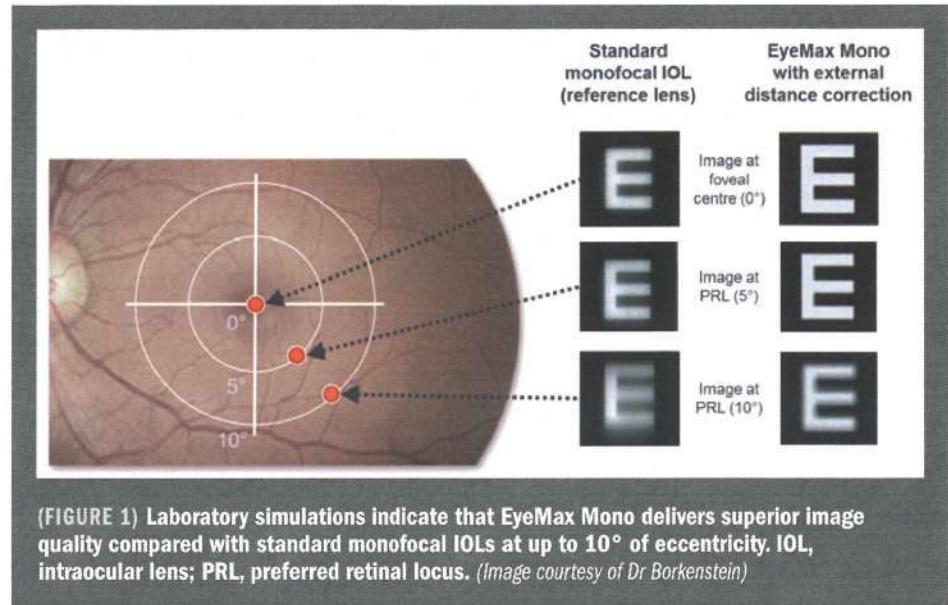 Standard
monofocal IOL
(reference lens)
EyeMax Mono
with external
distance correction
E
Image at
foveal
centre (0°)
E
E
Image at
PRL (5°)
E
E
Image at
PRL (10°)
E
0°
5°
10°
(FIGURE 1) Laboratory simulations indicate that EyeMax Mono delivers superior image
quality compared with standard monofocal IOLs at up to 10° of eccentricity. IOL,
intraocular lens; PRL, preferred retinal locus. (Image courtesy of Dr Borkenstein)